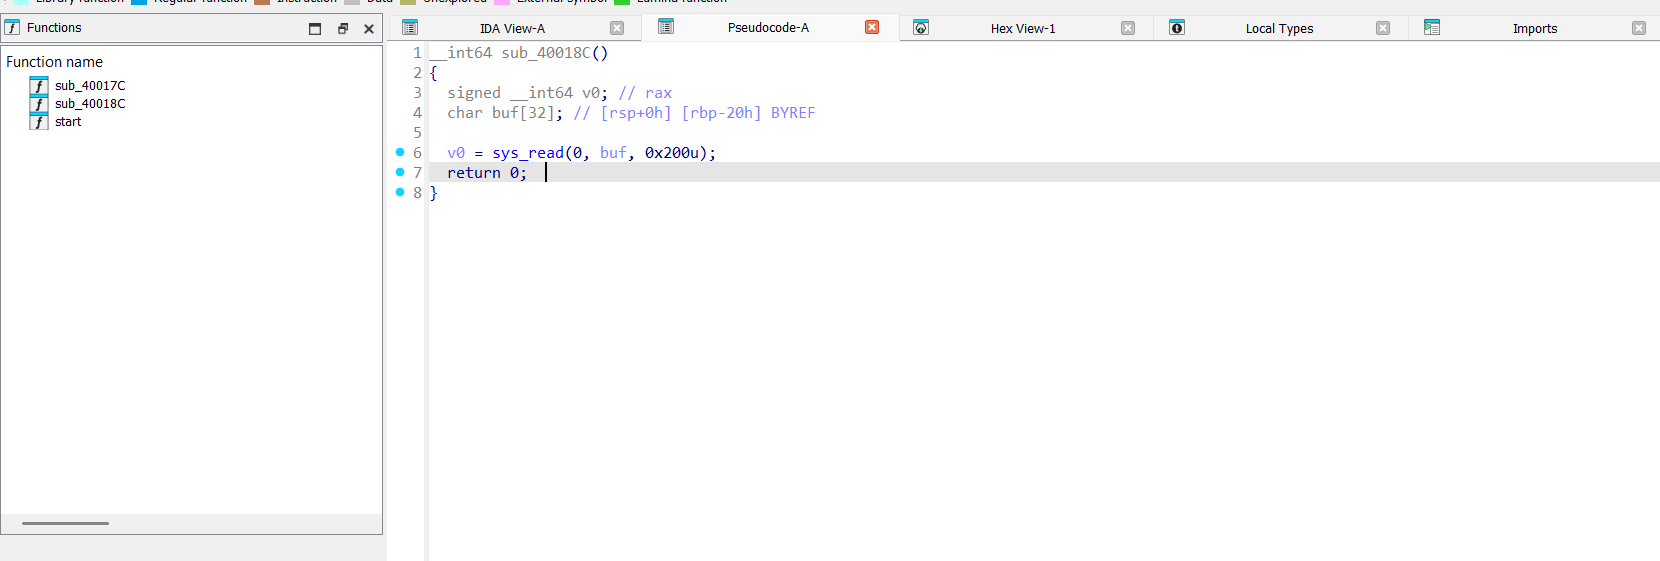 Library function Regular function Instruction Data Unexplored External symbol Lumina function
Functions
IDA View-A Pseudocode-A Hex View-1 Local Types Imports
Function name
f sub_40017C
f sub_40018C
f start
1 __int64 sub_40018C()
2 {
3 signed __int64 v0; // rax
4 char buf[32]; // [rsp+0h] [rbp-20h] BYREF
5
6 v0 = sys_read(0, buf, 0x200u);
7 return 0;
8 }